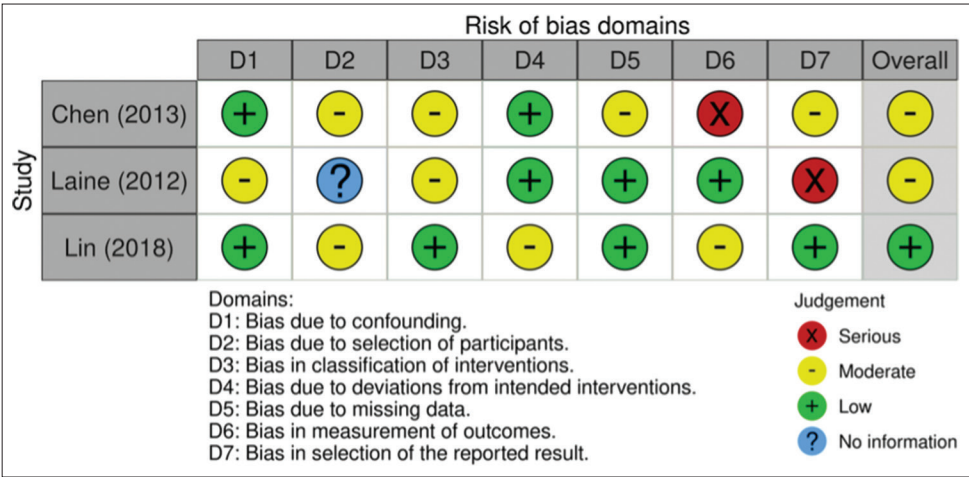 Risk of bias domains
D1 D2 D3 D4 D5 D6 D7 Overall
Study
Chen (2013) + - - + - X - -
Laine (2012) - ? - + + + X -
Lin (2018) + - + - + - + +
Domains:
D1: Bias due to confounding.
D2: Bias due to selection of participants.
D3: Bias in classification of interventions.
D4: Bias due to deviations from intended interventions.
D5: Bias due to missing data.
D6: Bias in measurement of outcomes.
D7: Bias in selection of the reported result.
Judgement
X Serious
- Moderate
+ Low
? No information